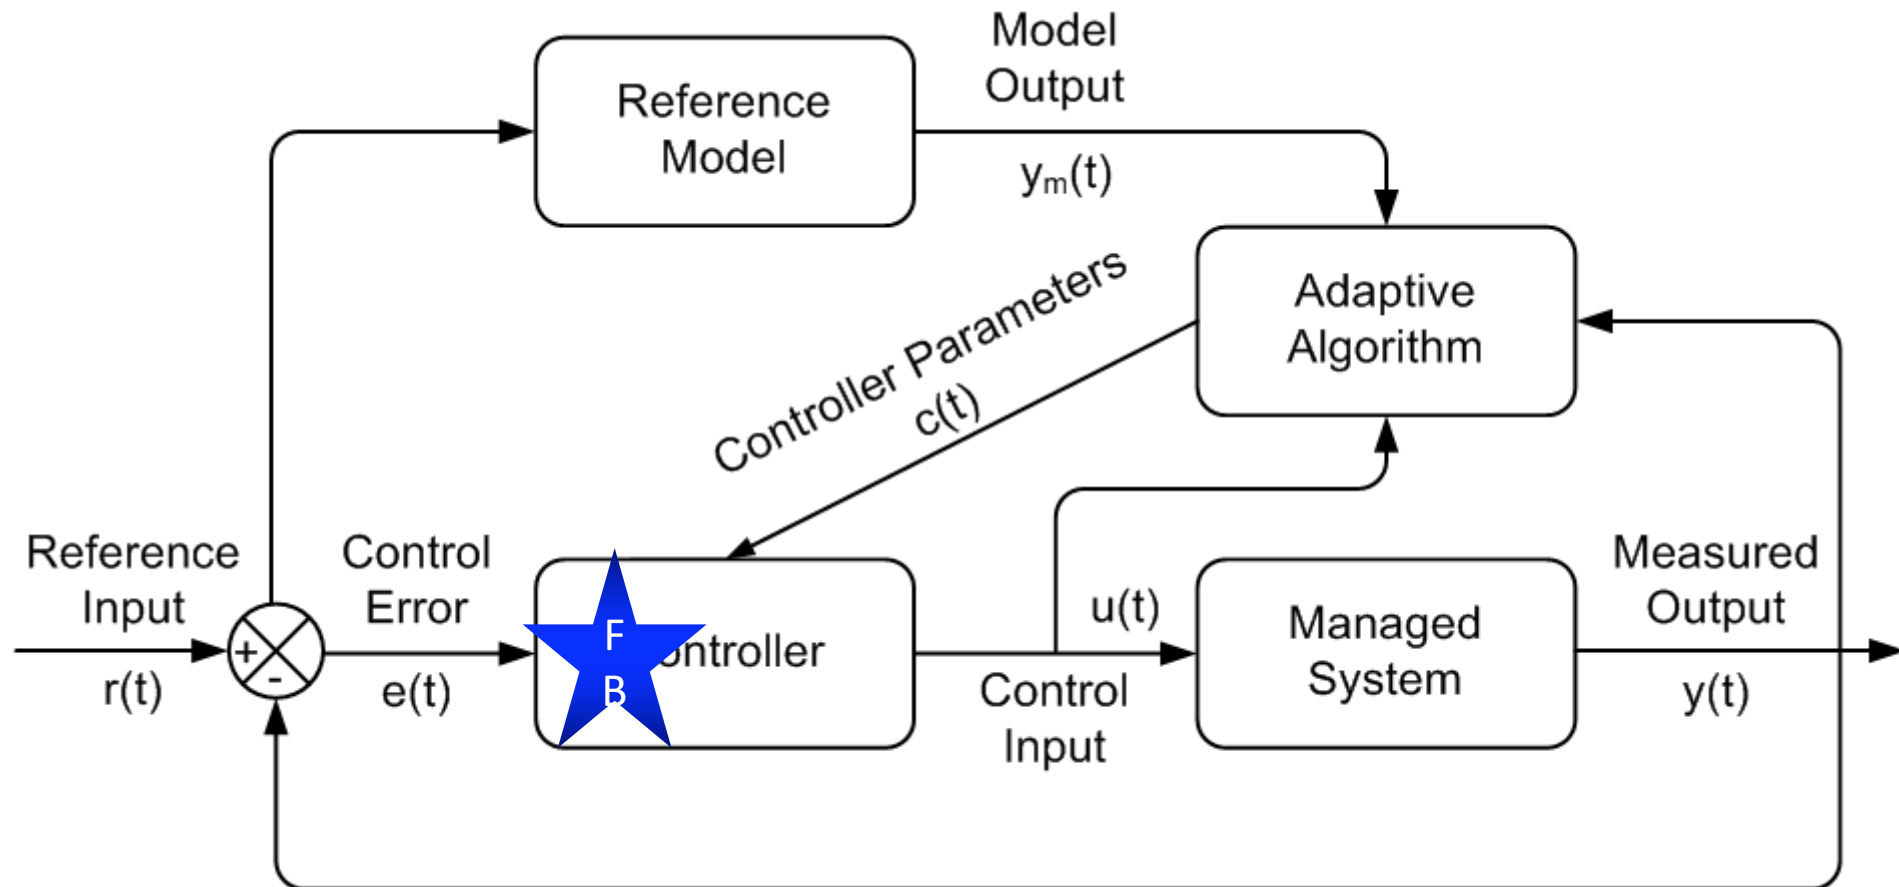 Model
Output
Reference
Model
yₘ(t)
Adaptive
Algorithm
Controller Parameters
c(t)
Reference
Input
r(t)
+
-
Control
Error
e(t)
F
B
ontroller
u(t)
Control
Input
Managed
System
Measured
Output
y(t)